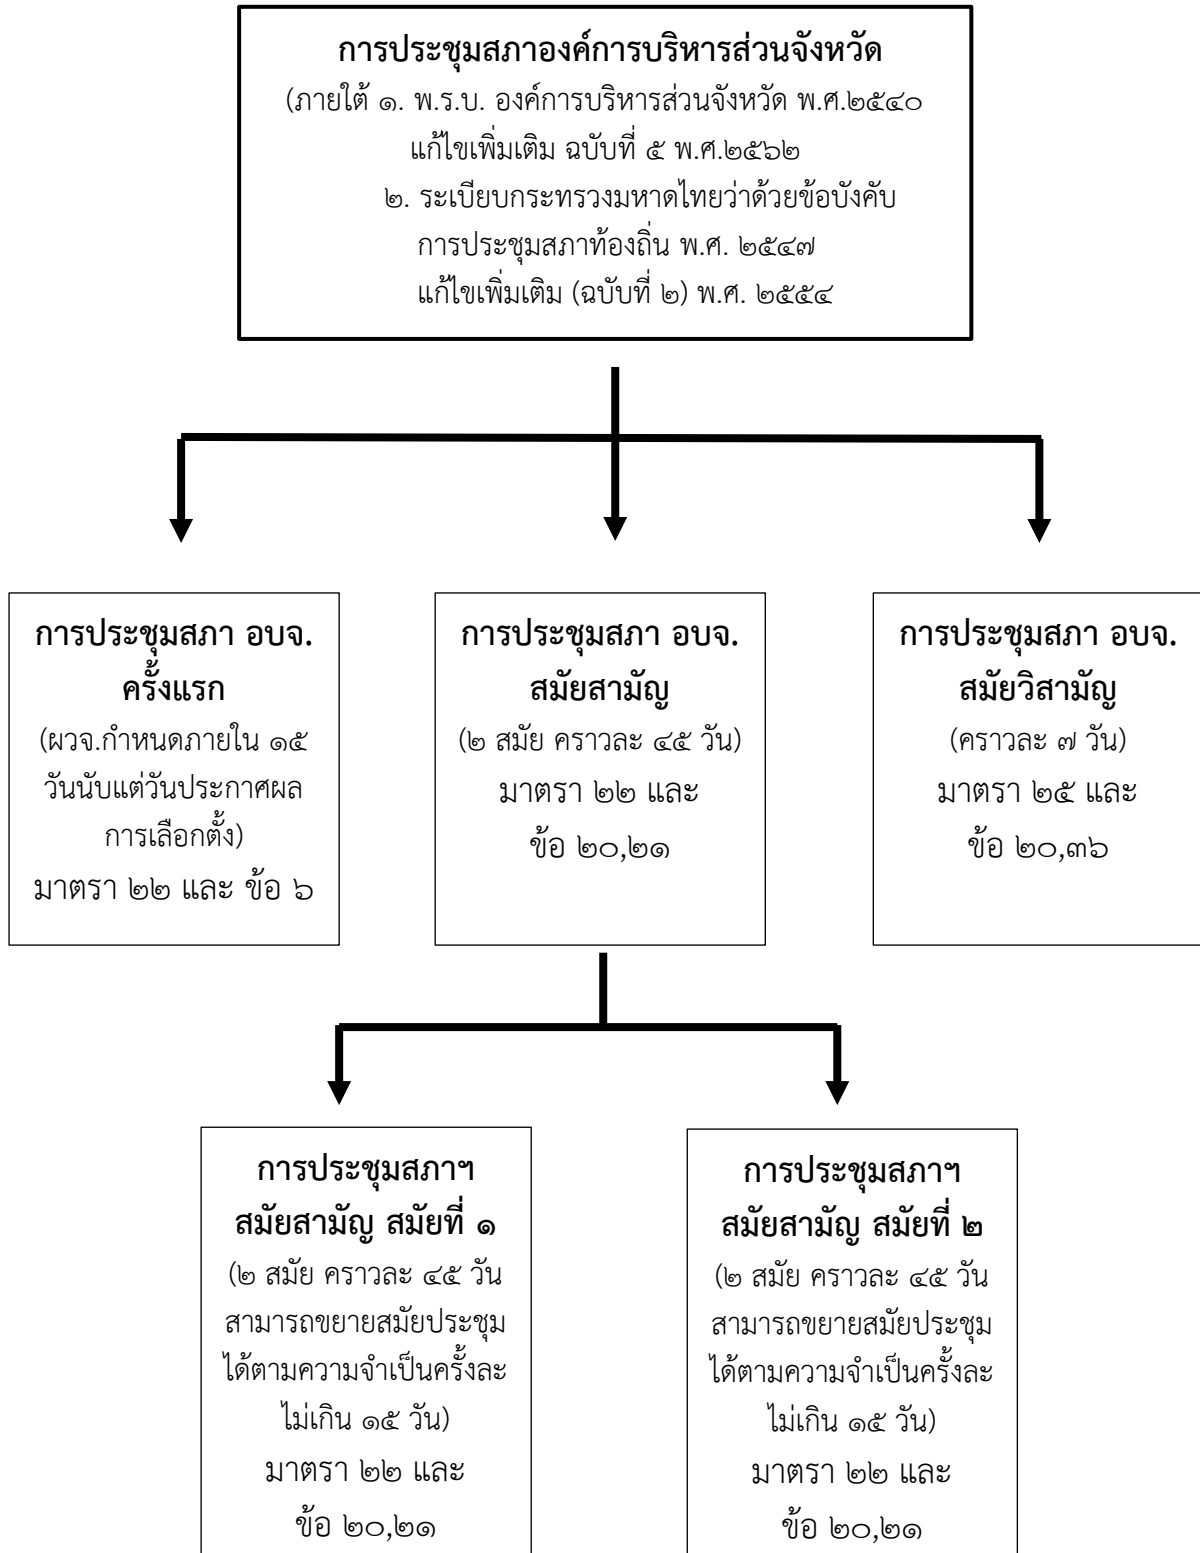 การประชุมสภาองค์การบริหารส่วนจังหวัด
(ภายใต้ ๑. พ.ร.บ. องค์การบริหารส่วนจังหวัด พ.ศ.๒๕๔๐
แก้ไขเพิ่มเติม ฉบับที่ ๕ พ.ศ.๒๕๖๒
๒. ระเบียบกระทรวงมหาดไทยว่าด้วยข้อบังคับ
การประชุมสภาท้องถิ่น พ.ศ. ๒๕๔๗
แก้ไขเพิ่มเติม (ฉบับที่ ๒) พ.ศ. ๒๕๕๔
การประชุมสภา อบจ.
ครั้งแรก
(ผวจ.กำหนดภายใน ๑๕
วันนับแต่วันประกาศผล
การเลือกตั้ง)
มาตรา ๒๒ และ ข้อ ๖
การประชุมสภา อบจ.
สมัยสามัญ
(๒ สมัย คราวละ ๔๕ วัน)
มาตรา ๒๒ และ
ข้อ ๒๐,๒๑
การประชุมสภา อบจ.
สมัยวิสามัญ
(คราวละ ๗ วัน)
มาตรา ๒๕ และ
ข้อ ๒๐,๓๖
การประชุมสภาฯ
สมัยสามัญ สมัยที่ ๑
(๒ สมัย คราวละ ๔๕ วัน
สามารถขยายสมัยประชุม
ได้ตามความจำเป็นครั้งละ
ไม่เกิน ๑๕ วัน)
มาตรา ๒๒ และ
ข้อ ๒๐,๒๑
การประชุมสภาฯ
สมัยสามัญ สมัยที่ ๒
(๒ สมัย คราวละ ๔๕ วัน
สามารถขยายสมัยประชุม
ได้ตามความจำเป็นครั้งละ
ไม่เกิน ๑๕ วัน)
มาตรา ๒๒ และ
ข้อ ๒๐,๒๑